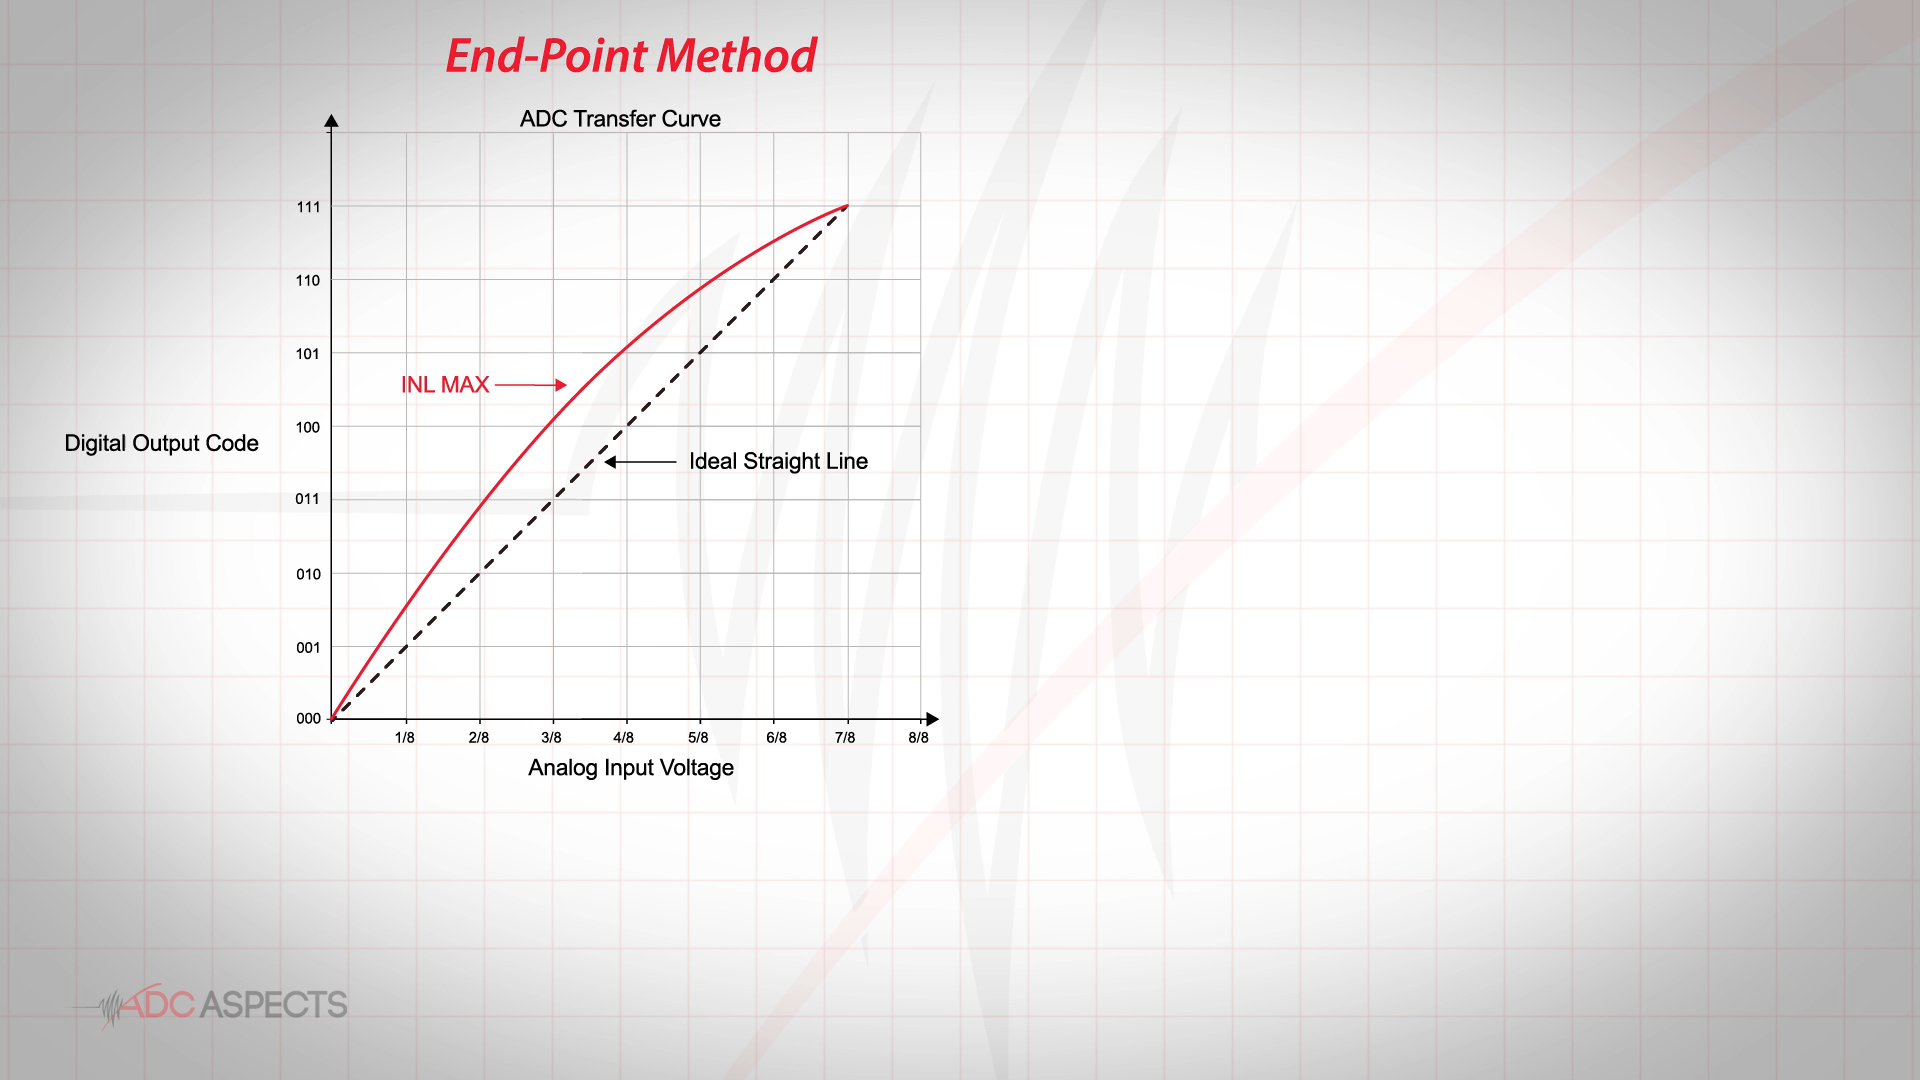 End-Point Method
ADC Transfer Curve
111
110
101
INL MAX
100
Digital Output Code
Ideal Straight Line
011
010
001
000
1/8 2/8 3/8 4/8 5/8 6/8 7/8 8/8
Analog Input Voltage
ADC ASPECTS